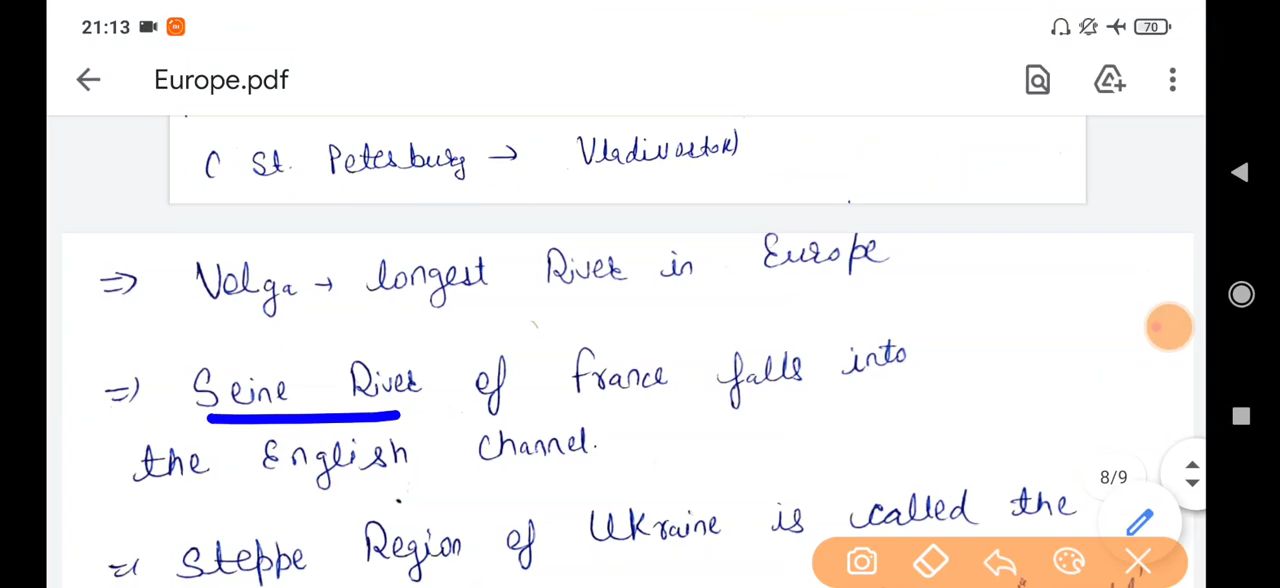 21:13
70
Europe.pdf
( St. Petersburg → Vladivostok)
⇒ Volga → longest River in Europe
⇒ Seine River of france falls into
the English Channel.
⇒ Steppe Region of Ukraine is called the
8/9